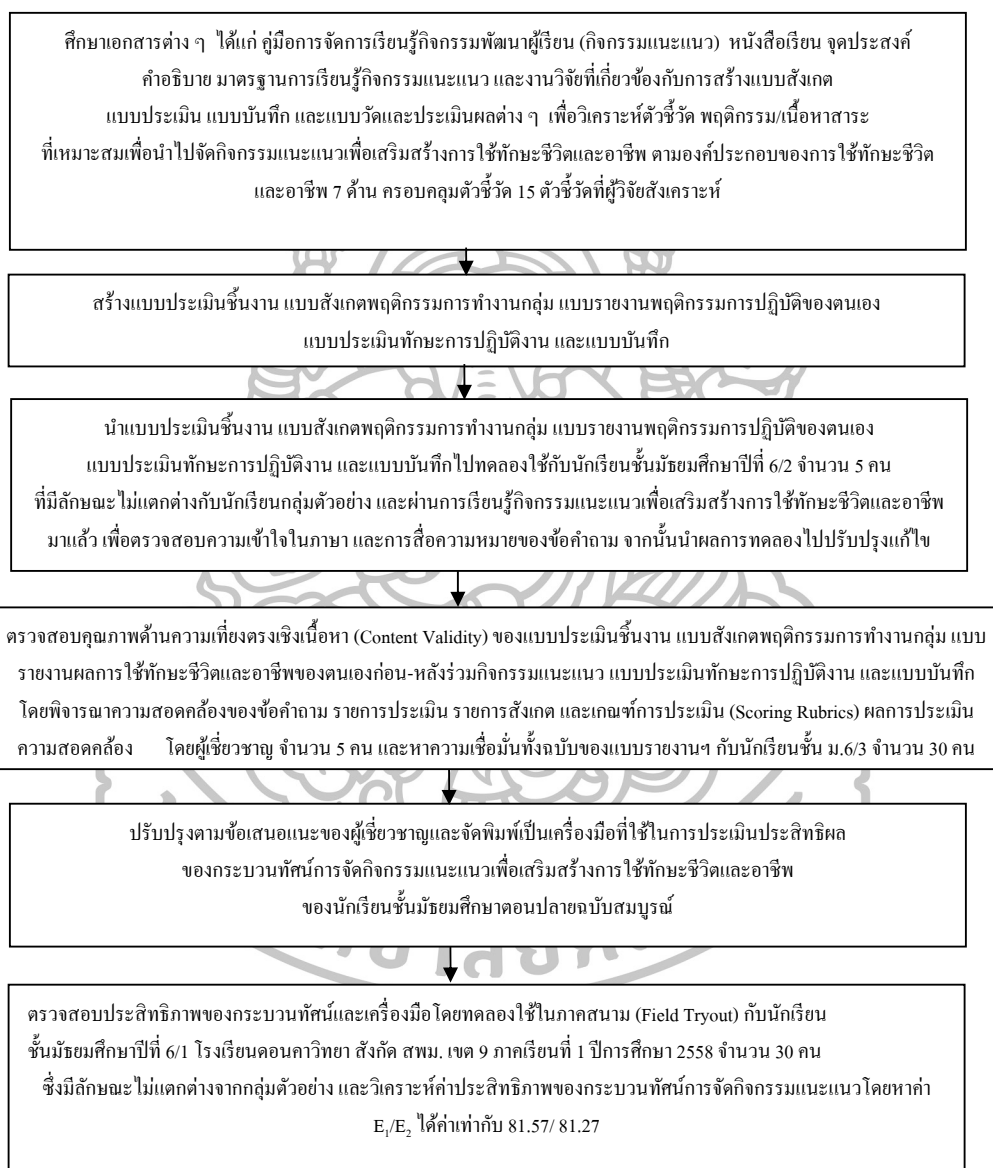 ศึกษาเอกสารต่าง ๆ ได้แก่ คู่มือการจัดการเรียนรู้กิจกรรมพัฒนาผู้เรียน (กิจกรรมแนะแนว) หนังสือเรียน จุดประสงค์
คำอธิบาย มาตรฐานการเรียนรู้กิจกรรมแนะแนว และงานวิจัยที่เกี่ยวข้องกับการสร้างแบบสังเกต
แบบประเมิน แบบบันทึก และแบบวัดและประเมินผลต่าง ๆ เพื่อวิเคราะห์ตัวชี้วัด พฤติกรรม/เนื้อหาสาระ
ที่เหมาะสมเพื่อนำไปจัดกิจกรรมแนะแนวเพื่อเสริมสร้างการใช้ทักษะชีวิตและอาชีพ ตามองค์ประกอบของการใช้ทักษะชีวิต
และอาชีพ 7 ด้าน ครอบคลุมตัวชี้วัด 15 ตัวชี้วัดที่ผู้วิจัยสังเคราะห์
สร้างแบบประเมินชิ้นงาน แบบสังเกตพฤติกรรมการทำงานกลุ่ม แบบรายงานพฤติกรรมการปฏิบัติของตนเอง
แบบประเมินทักษะการปฏิบัติงาน และแบบบันทึก
นำแบบประเมินชิ้นงาน แบบสังเกตพฤติกรรมการทำงานกลุ่ม แบบรายงานพฤติกรรมการปฏิบัติของตนเอง
แบบประเมินทักษะการปฏิบัติงาน และแบบบันทึกไปทดลองใช้กับนักเรียนชั้นมัธยมศึกษาปีที่ 6/2 จำนวน 5 คน
ที่มีลักษณะไม่แตกต่างกับนักเรียนกลุ่มตัวอย่าง และผ่านการเรียนรู้กิจกรรมแนะแนวเพื่อเสริมสร้างการใช้ทักษะชีวิตและอาชีพ
มาแล้ว เพื่อตรวจสอบความเข้าใจในภาษา และการสื่อความหมายของข้อคำถาม จากนั้นนำผลการทดลองไปปรับปรุงแก้ไข
ตรวจสอบคุณภาพด้านความเที่ยงตรงเชิงเนื้อหา (Content Validity) ของแบบประเมินชิ้นงาน แบบสังเกตพฤติกรรมการทำงานกลุ่ม แบบ
รายงานผลการใช้ทักษะชีวิตและอาชีพของตนเองก่อน-หลังร่วมกิจกรรมแนะแนว แบบประเมินทักษะการปฏิบัติงาน และแบบบันทึก
โดยพิจารณาความสอดคล้องของข้อคำถาม รายการประเมิน รายการสังเกต และเกณฑ์การประเมิน (Scoring Rubrics) ผลการประเมิน
ความสอดคล้อง โดยผู้เชี่ยวชาญ จำนวน 5 คน และหาความเชื่อมั่นทั้งฉบับของแบบรายงานฯ กับนักเรียนชั้น ม.6/3 จำนวน 30 คน
ปรับปรุงตามข้อเสนอแนะของผู้เชี่ยวชาญและจัดพิมพ์เป็นเครื่องมือที่ใช้ในการประเมินประสิทธิผล
ของกระบวนทัศน์การจัดกิจกรรมแนะแนวเพื่อเสริมสร้างการใช้ทักษะชีวิตและอาชีพ
ของนักเรียนชั้นมัธยมศึกษาตอนปลายฉบับสมบูรณ์
ตรวจสอบประสิทธิภาพของกระบวนทัศน์และเครื่องมือโดยทดลองใช้ในภาคสนาม (Field Tryout) กับนักเรียน
ชั้นมัธยมศึกษาปีที่ 6/1 โรงเรียนดอนคาวิทยา สังกัด สพม. เขต 9 ภาคเรียนที่ 1 ปีการศึกษา 2558 จำนวน 30 คน
ซึ่งมีลักษณะไม่แตกต่างจากกลุ่มตัวอย่าง และวิเคราะห์ค่าประสิทธิภาพของกระบวนทัศน์การจัดกิจกรรมแนะแนวโดยหาค่า
E₁/E₂ ได้ค่าเท่ากับ 81.57/ 81.27